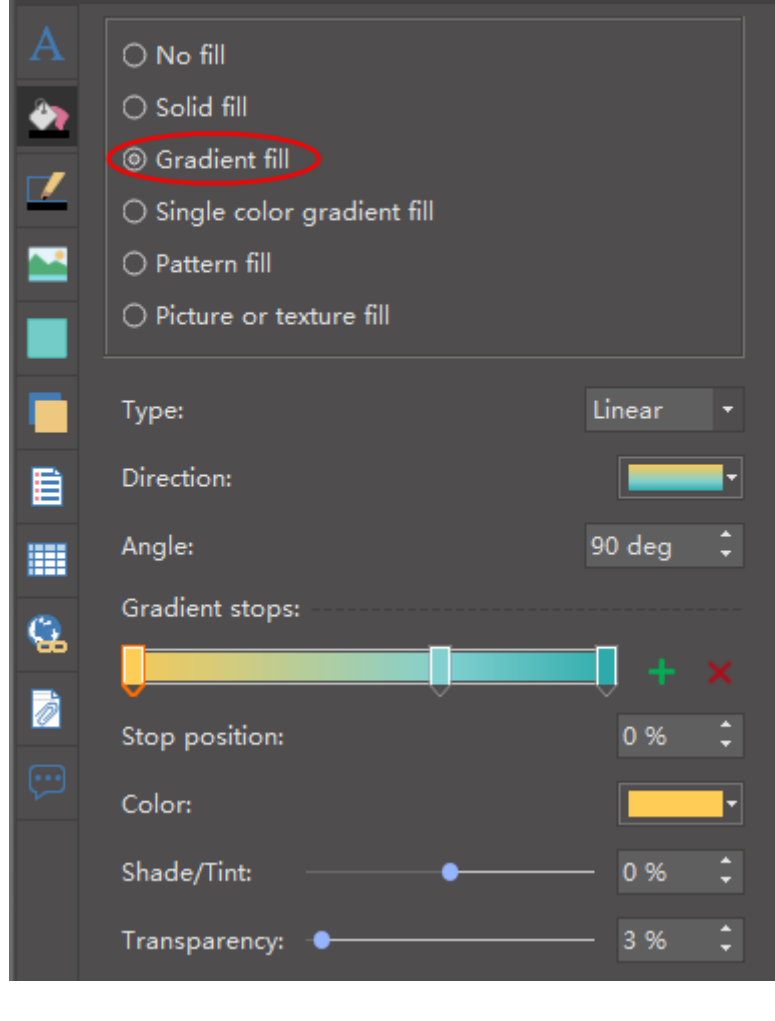 A
No fill
Solid fill
Gradient fill
Single color gradient fill
Pattern fill
Picture or texture fill
Type: Linear
Direction:
Angle: 90 deg
Gradient stops:
Stop position: 0 %
Color:
Shade/Tint: 0 %
Transparency: 3 %